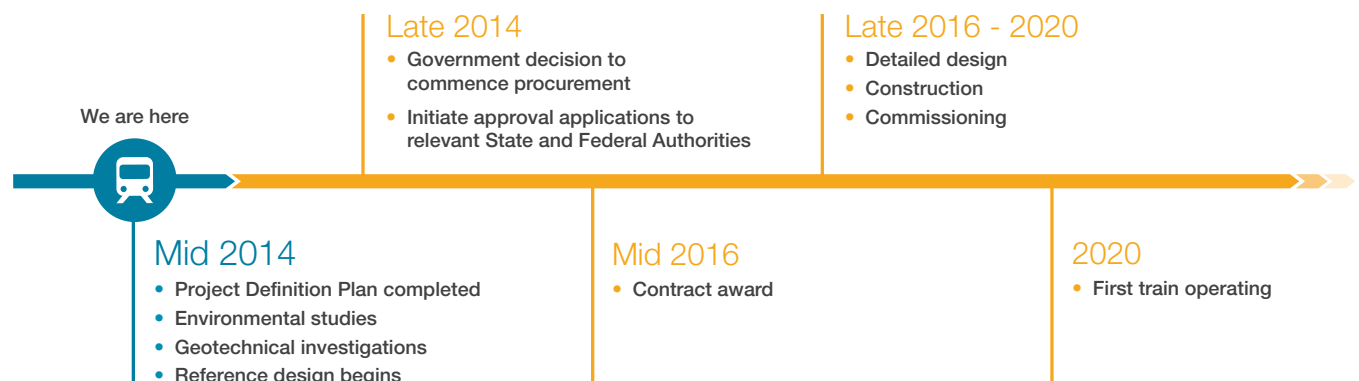 Late 2014
• Government decision to
commence procurement
• Initiate approval applications to
relevant State and Federal Authorities
Late 2016 - 2020
• Detailed design
• Construction
• Commissioning
We are here
Mid 2014
• Project Definition Plan completed
• Environmental studies
• Geotechnical investigations
• Reference design begins
Mid 2016
• Contract award
2020
• First train operating